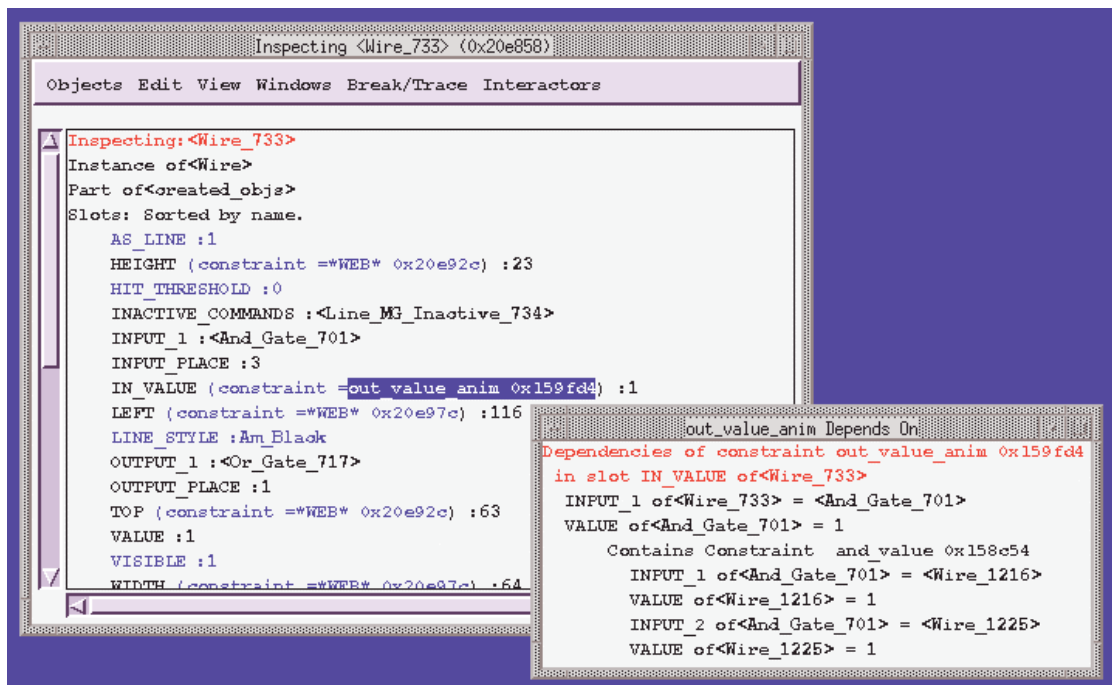 Inspecting <Wire_733> (0x20e858)
Objects Edit View Windows Break/Trace Interactors
Inspecting:<Wire_733>
Instance of<Wire>
Part of<created_objs>
Slots: Sorted by name.
AS_LINE :1
HEIGHT (constraint =*WEB* 0x20e92c) :23
HIT_THRESHOLD :0
INACTIVE_COMMANDS :<Line_MG_Inactive_734>
INPUT_1 :<And_Gate_701>
INPUT_PLACE :3
IN_VALUE (constraint =out_value_anim 0x159fd4) :1
LEFT (constraint =*WEB* 0x20e97c) :116
LINE_STYLE :Am_Black
OUTPUT_1 :<Or_Gate_717>
OUTPUT_PLACE :1
TOP (constraint =*WEB* 0x20e92c) :63
VALUE :1
VISIBLE :1
WIDTH (constraint =*WEB* 0x20e97c) :64
out_value_anim Depends On
Dependencies of constraint out_value_anim 0x159fd4
in slot IN_VALUE of<Wire_733>
INPUT_1 of<Wire_733> = <And_Gate_701>
VALUE of<And_Gate_701> = 1
Contains Constraint and_value 0x158c54
INPUT_1 of<And_Gate_701> = <Wire_1216>
VALUE of<Wire_1216> = 1
INPUT_2 of<And_Gate_701> = <Wire_1225>
VALUE of<Wire_1225> = 1